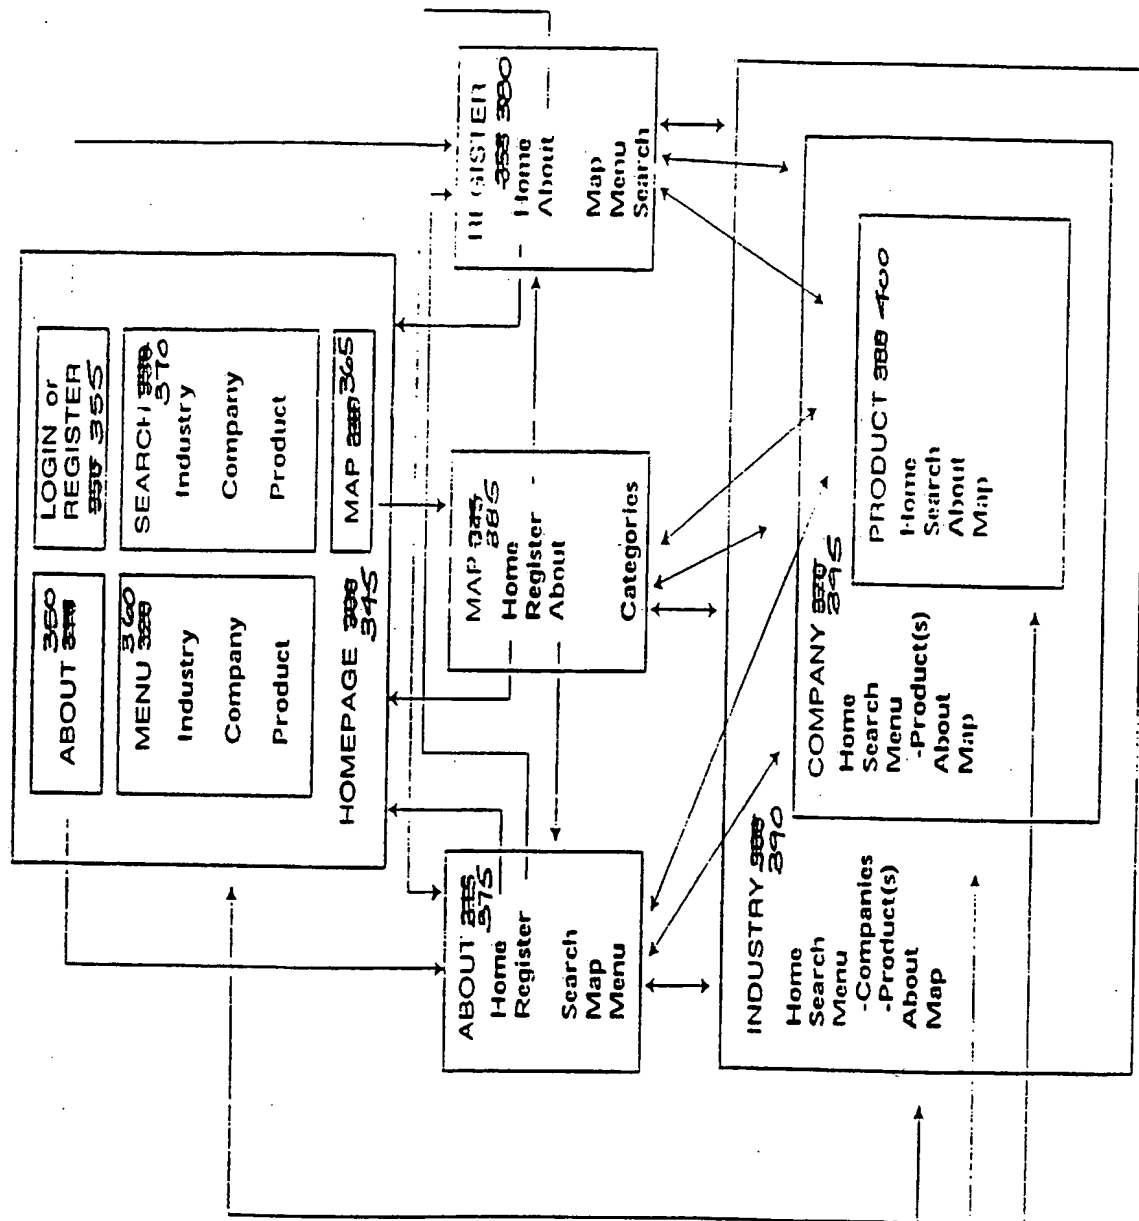 ABOUT
350
MENU
360
Industry
Company
Product
LOGIN or
REGISTER
355
SEARCH
370
Industry
Company
Product
MAP
365
HOMEPAGE
345
ABOUT
375
Home
Register
Search
Map
Menu
MAP
385
Home
Register
About
Categories
REGISTER
380
Home
About
Map
Menu
Search
INDUSTRY
390
Home
Search
Menu
-Companies
-Product(s)
About
Map
COMPANY
395
Home
Search
Menu
-Product(s)
About
Map
PRODUCT
400
Home
Search
About
Map